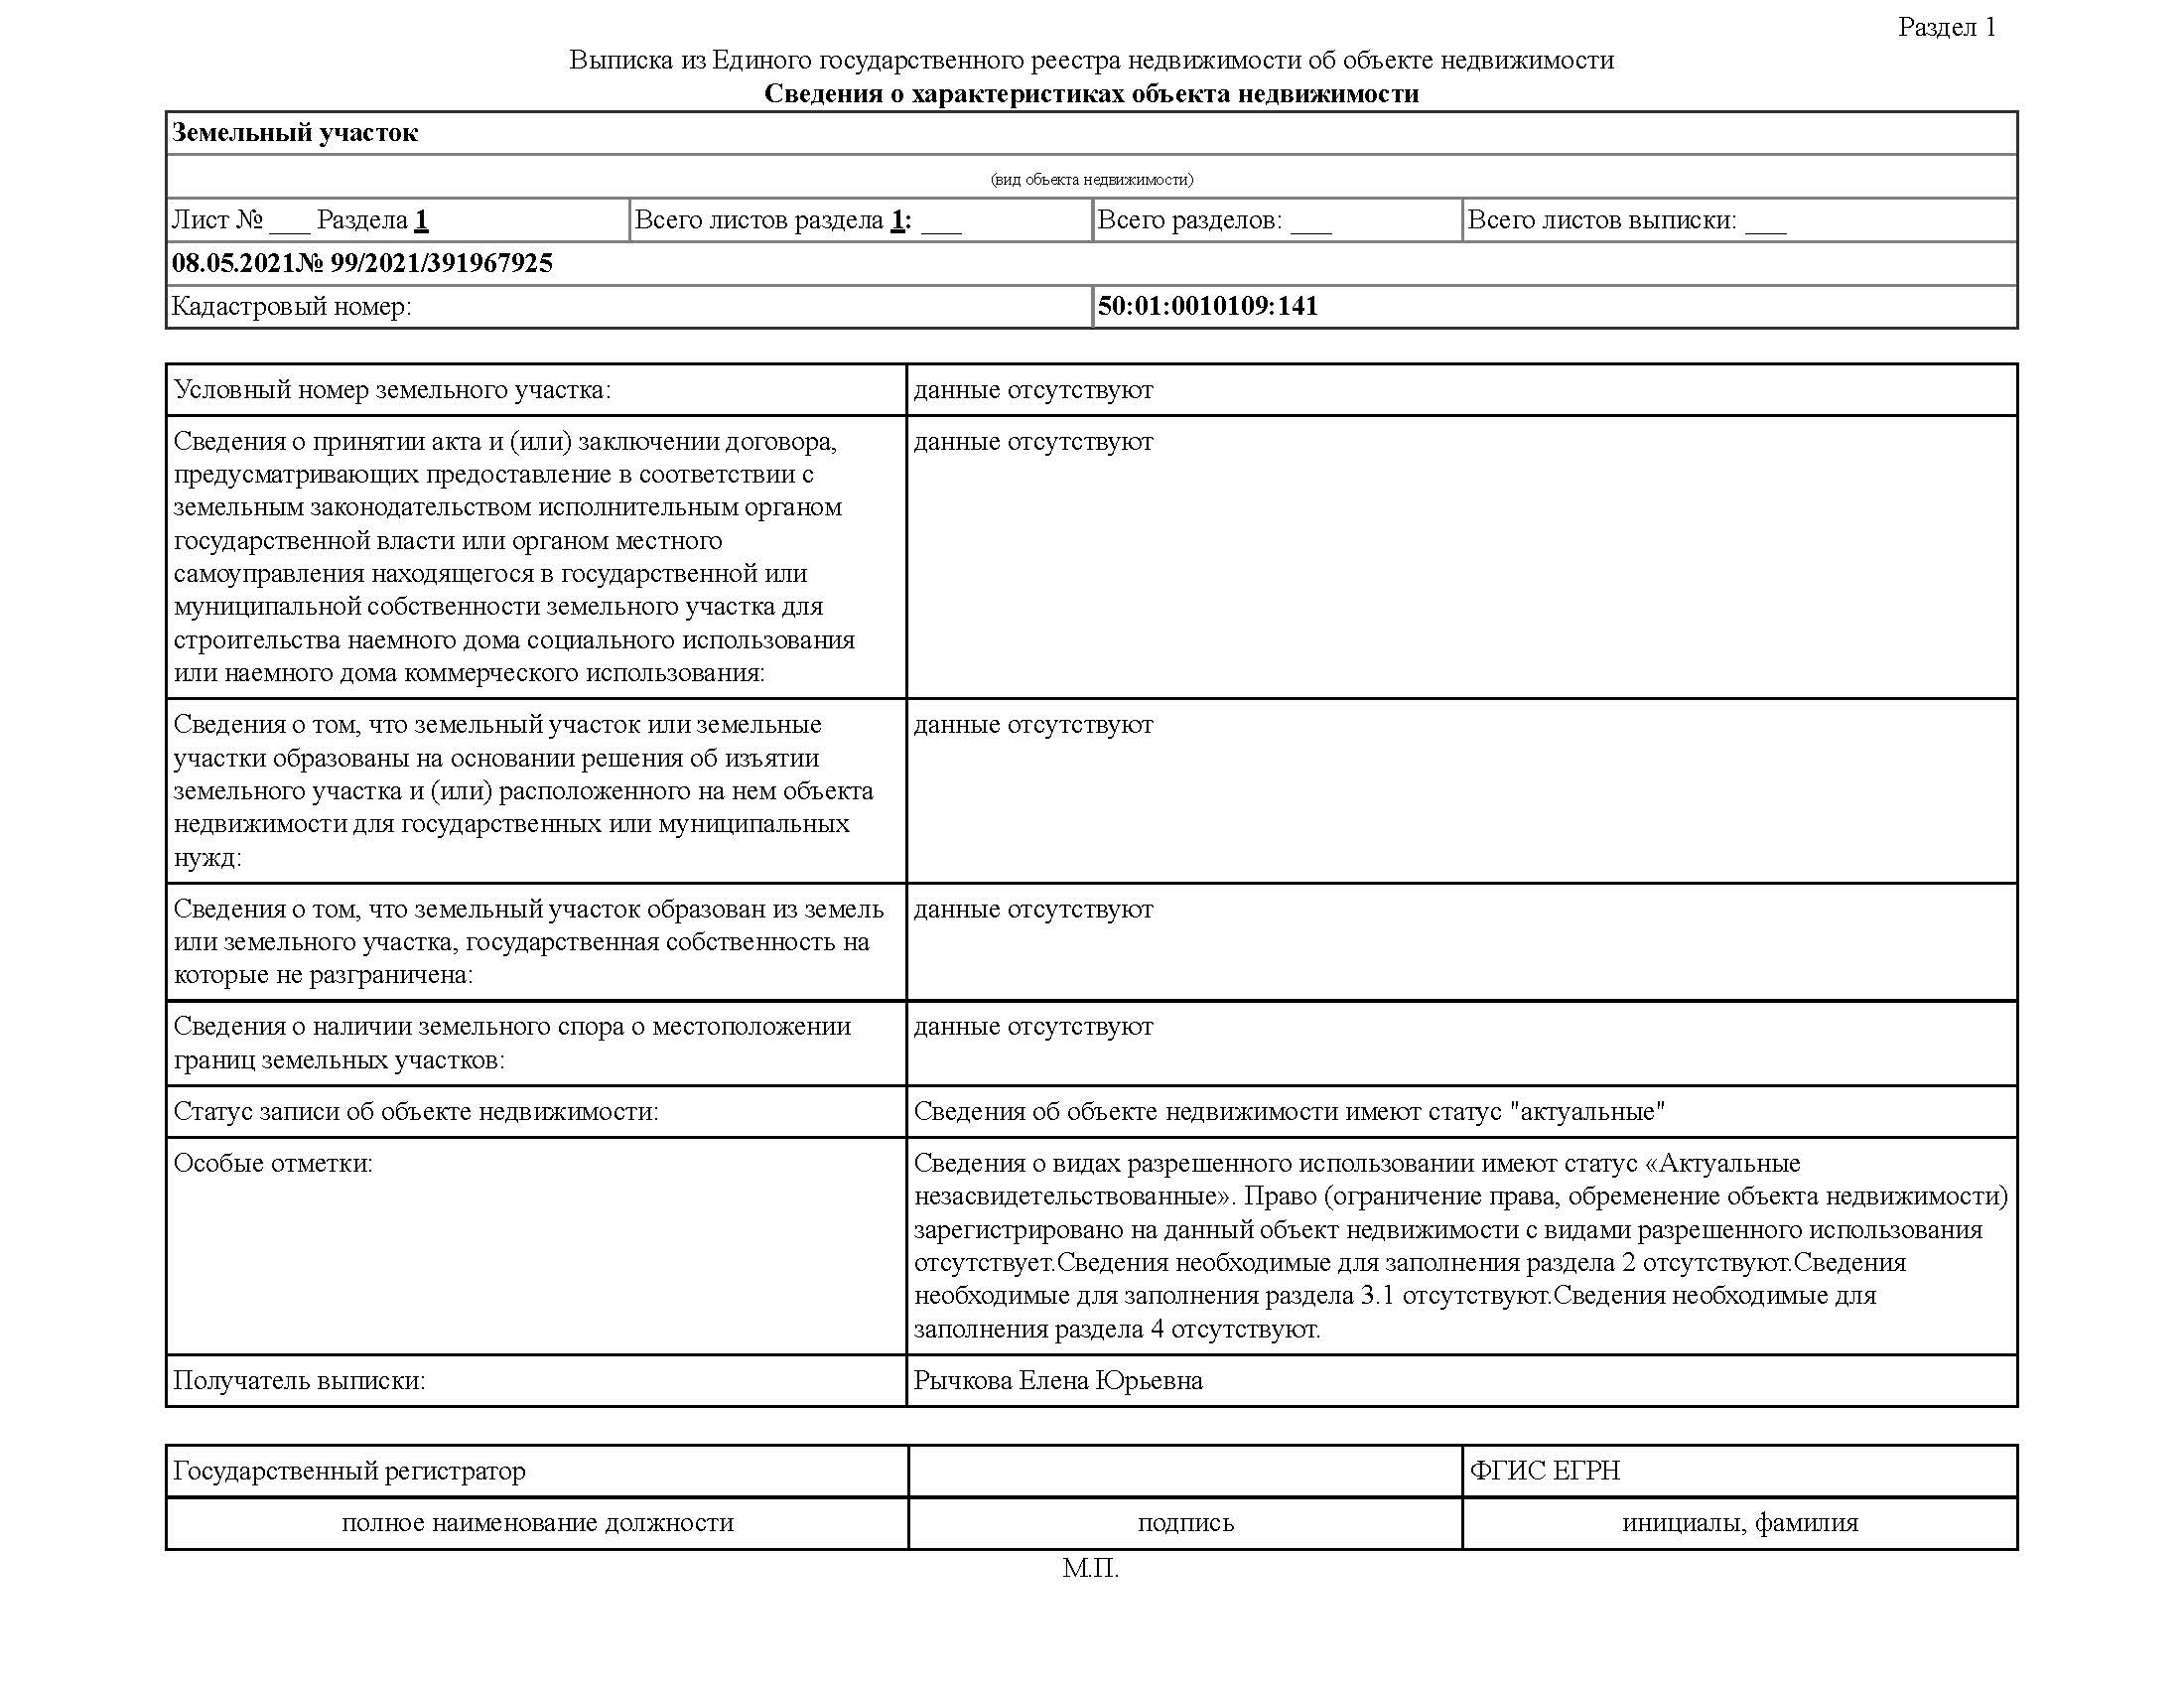 Раздел 1
Выписка из Единого государственного реестра недвижимости об объекте недвижимости
Сведения о характеристиках объекта недвижимости
Земельный участок
(вид объекта недвижимости)
Лист № ___ Раздела 1 Всего листов раздела 1: ___ Всего разделов: ___ Всего листов выписки: ___
08.05.2021№ 99/2021/391967925
Кадастровый номер: 50:01:0010109:141
Условный номер земельного участка: данные отсутствуют
Сведения о принятии акта и (или) заключении договора, данные отсутствуют
предусматривающих предоставление в соответствии с
земельным законодательством исполнительным органом
государственной власти или органом местного
самоуправления находящегося в государственной или
муниципальной собственности земельного участка для
строительства наемного дома социального использования
или наемного дома коммерческого использования:
Сведения о том, что земельный участок или земельные данные отсутствуют
участки образованы на основании решения об изъятии
земельного участка и (или) расположенного на нем объекта
недвижимости для государственных или муниципальных
нужд:
Сведения о том, что земельный участок образован из земель данные отсутствуют
или земельного участка, государственная собственность на
которые не разграничена:
Сведения о наличии земельного спора о местоположении данные отсутствуют
границ земельных участков:
Статус записи об объекте недвижимости: Сведения об объекте недвижимости имеют статус "актуальные"
Особые отметки: Сведения о видах разрешенного использовании имеют статус «Актуальные
незасвидетельствованные». Право (ограничение права, обременение объекта недвижимости)
зарегистрировано на данный объект недвижимости с видами разрешенного использования
отсутствует.Сведения необходимые для заполнения раздела 2 отсутствуют.Сведения
необходимые для заполнения раздела 3.1 отсутствуют.Сведения необходимые для
заполнения раздела 4 отсутствуют.
Получатель выписки: Рычкова Елена Юрьевна
Государственный регистратор ФГИС ЕГРН
полное наименование должности подпись инициалы, фамилия
М.П.